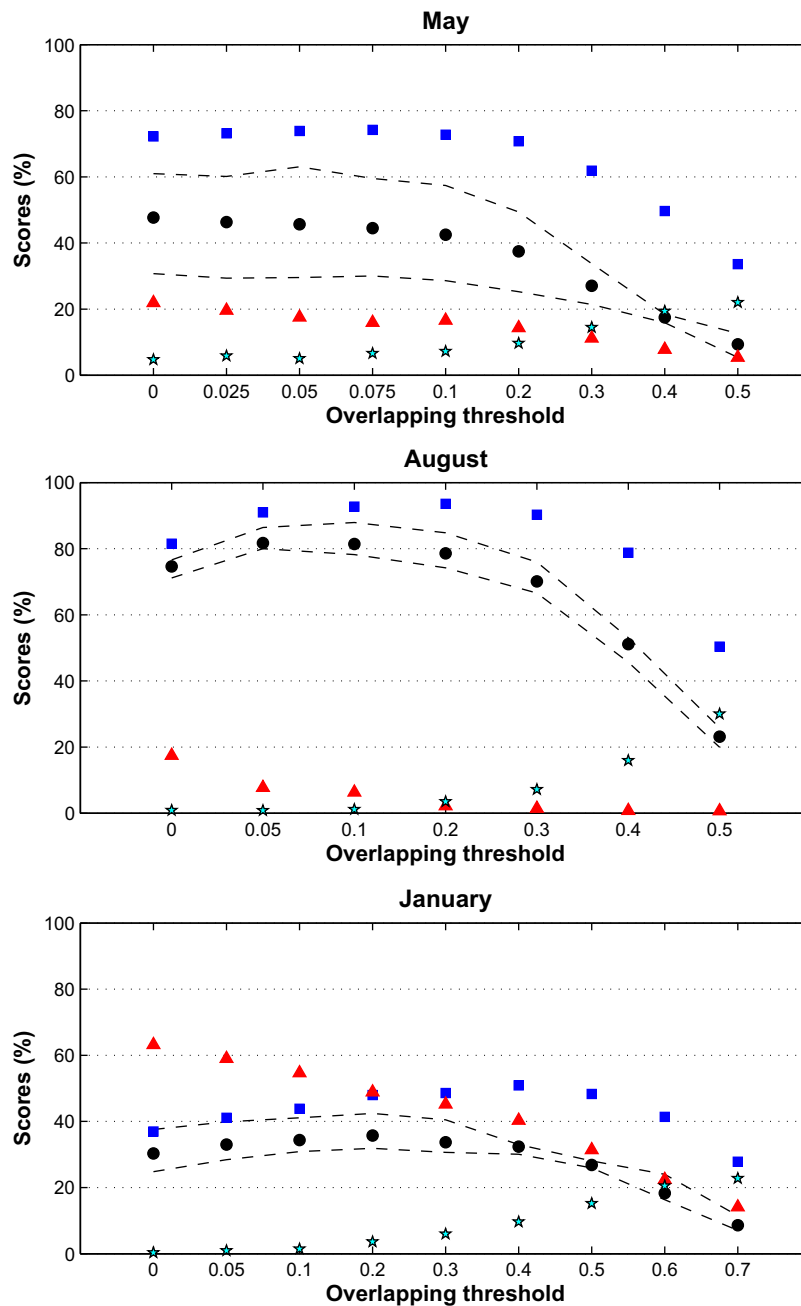 May
100
80
60
40
20
0
Scores (%)
0 0.025 0.05 0.075 0.1 0.2 0.3 0.4 0.5
Overlapping threshold
August
100
80
60
40
20
0
Scores (%)
0 0.05 0.1 0.2 0.3 0.4 0.5
Overlapping threshold
January
100
80
60
40
20
0
Scores (%)
0 0.05 0.1 0.2 0.3 0.4 0.5 0.6 0.7
Overlapping threshold